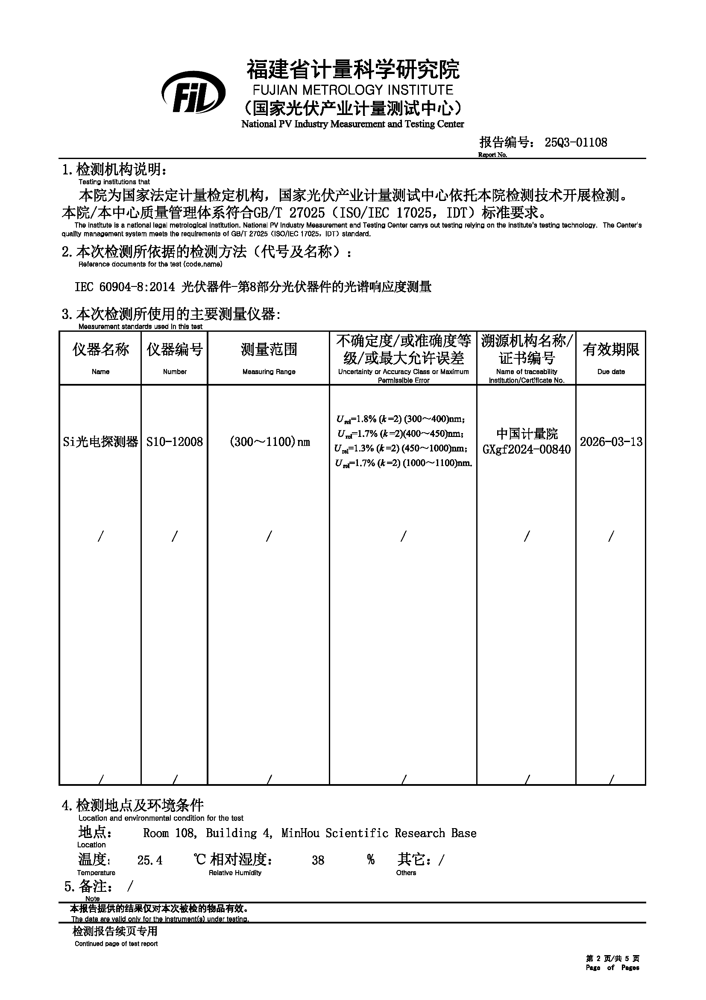 福建省计量科学研究院
FUJIAN METROLOGY INSTITUTE
（国家光伏产业计量测试中心）
National PV Industry Measurement and Testing Center
FJL
报告编号： 25Q3-01108
Report No.
1. 检测机构说明：
Testing institutions that
本院为国家法定计量检定机构，国家光伏产业计量测试中心依托本院检测技术开展检测。
本院/本中心质量管理体系符合GB/T 27025（ISO/IEC 17025，IDT）标准要求。
The institute is a national legal metrological institution. National PV Industry Measurement and Testing Center carrys out testing relying on the institute's testing technology. The Center's
quality management system meets the requirements of GB/T 27025（ISO/IEC 17025，IDT）standard.
2. 本次检测所依据的检测方法（代号及名称）：
Reference documents for the test (code,name)
IEC 60904-8:2014 光伏器件-第8部分光伏器件的光谱响应度测量
3. 本次检测所使用的主要测量仪器:
Measurement standards used in this test
仪器名称 仪器编号 测量范围 不确定度/或准确度等级/或最大允许误差 溯源机构名称/证书编号 有效期限
Name Number Measuring Range Uncertainty or Accuracy Class or Maximum Permissible Error Name of traceability Institution/Certificate No. Due date
Si光电探测器 S10-12008 (300～1100)nm
U rel=1.8% (k=2) (300～400)nm;
U rel=1.7% (k=2)(400～450)nm;
U rel=1.3% (k=2) (450～1000)nm;
U rel=1.7% (k=2) (1000～1100)nm.
中国计量院
GXgf2024-00840
2026-03-13
/ / / / / /
/ / / / / /
4. 检测地点及环境条件
Location and environmental condition for the test
地点： Room 108, Building 4, MinHou Scientific Research Base
Location
温度: 25.4 ℃ 相对湿度： 38 % 其它：/
Temperature Relative Humidity Others
5. 备注： /
Note
本报告提供的结果仅对本次被检的物品有效。
The data are valid only for the instrument(s) under testing.
检测报告续页专用
Continued page of test report
第 2 页/共 5 页
Page of Pages